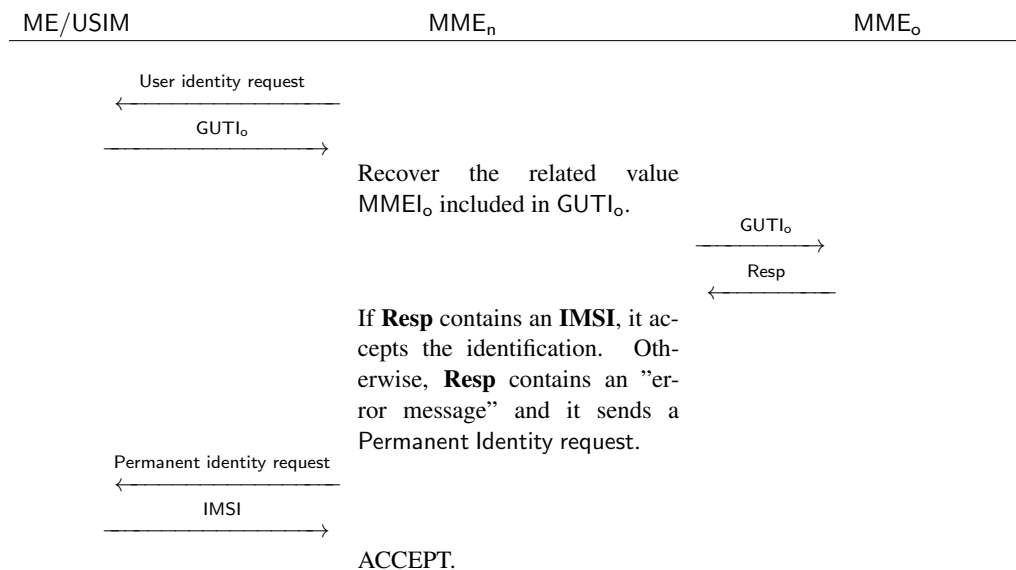 ME/USIM MMEn MMEo
User identity request
GUTIo
Recover the related value
MMEIo included in GUTIo.
GUTIo
Resp
If Resp contains an IMSI, it ac-
cepts the identification. Oth-
erwise, Resp contains an ”er-
ror message” and it sends a
Permanent Identity request.
Permanent identity request
IMSI
ACCEPT.